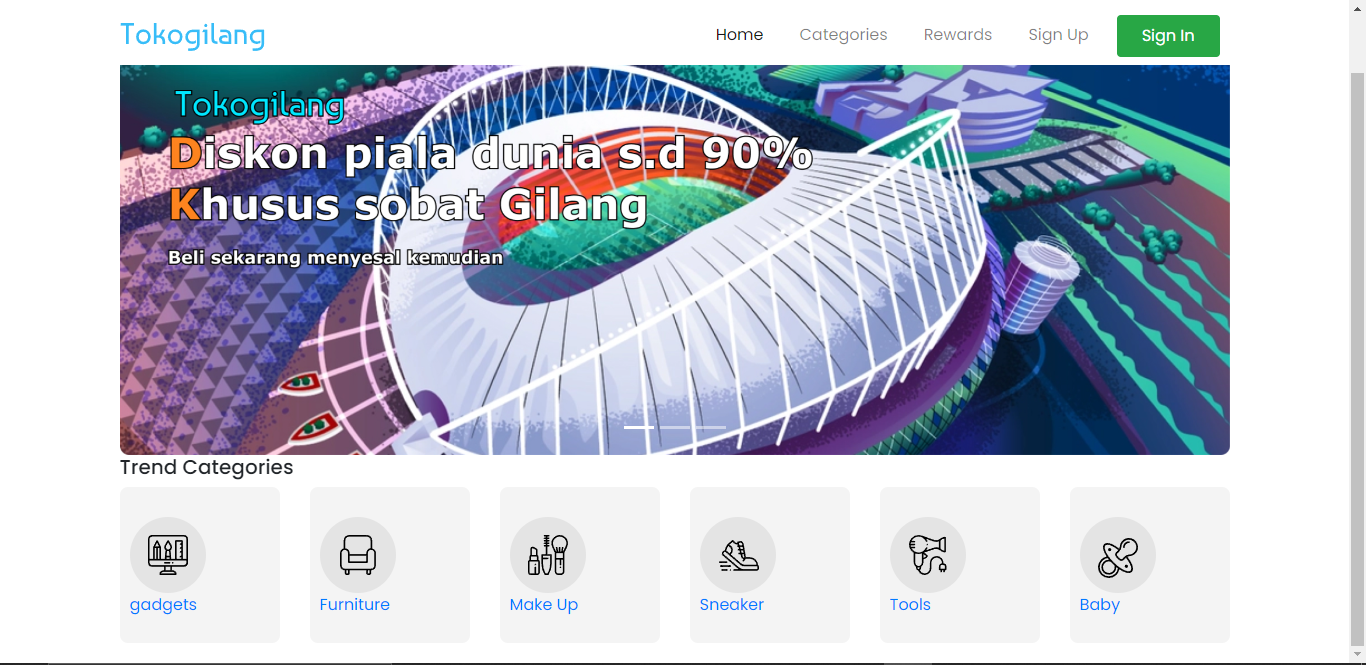 Tokogilang
Home Categories Rewards Sign Up Sign In
Tokogilang
Diskon piala dunia s.d 90%
Khusus sobat Gilang
Beli sekarang menyesal kemudian
Trend Categories
gadgets Furniture Make Up Sneaker Tools Baby